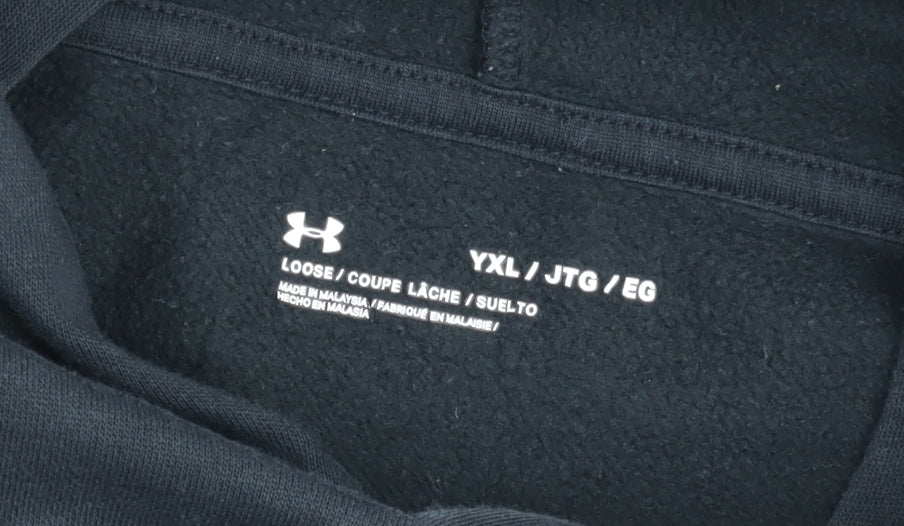 YXL / JTG / EG
LOOSE / COUPE LÂCHE / SUELTO
MADE IN MALAYSIA / FABRIQUÉ EN MALAISIE /
HECHO EN MALASIA